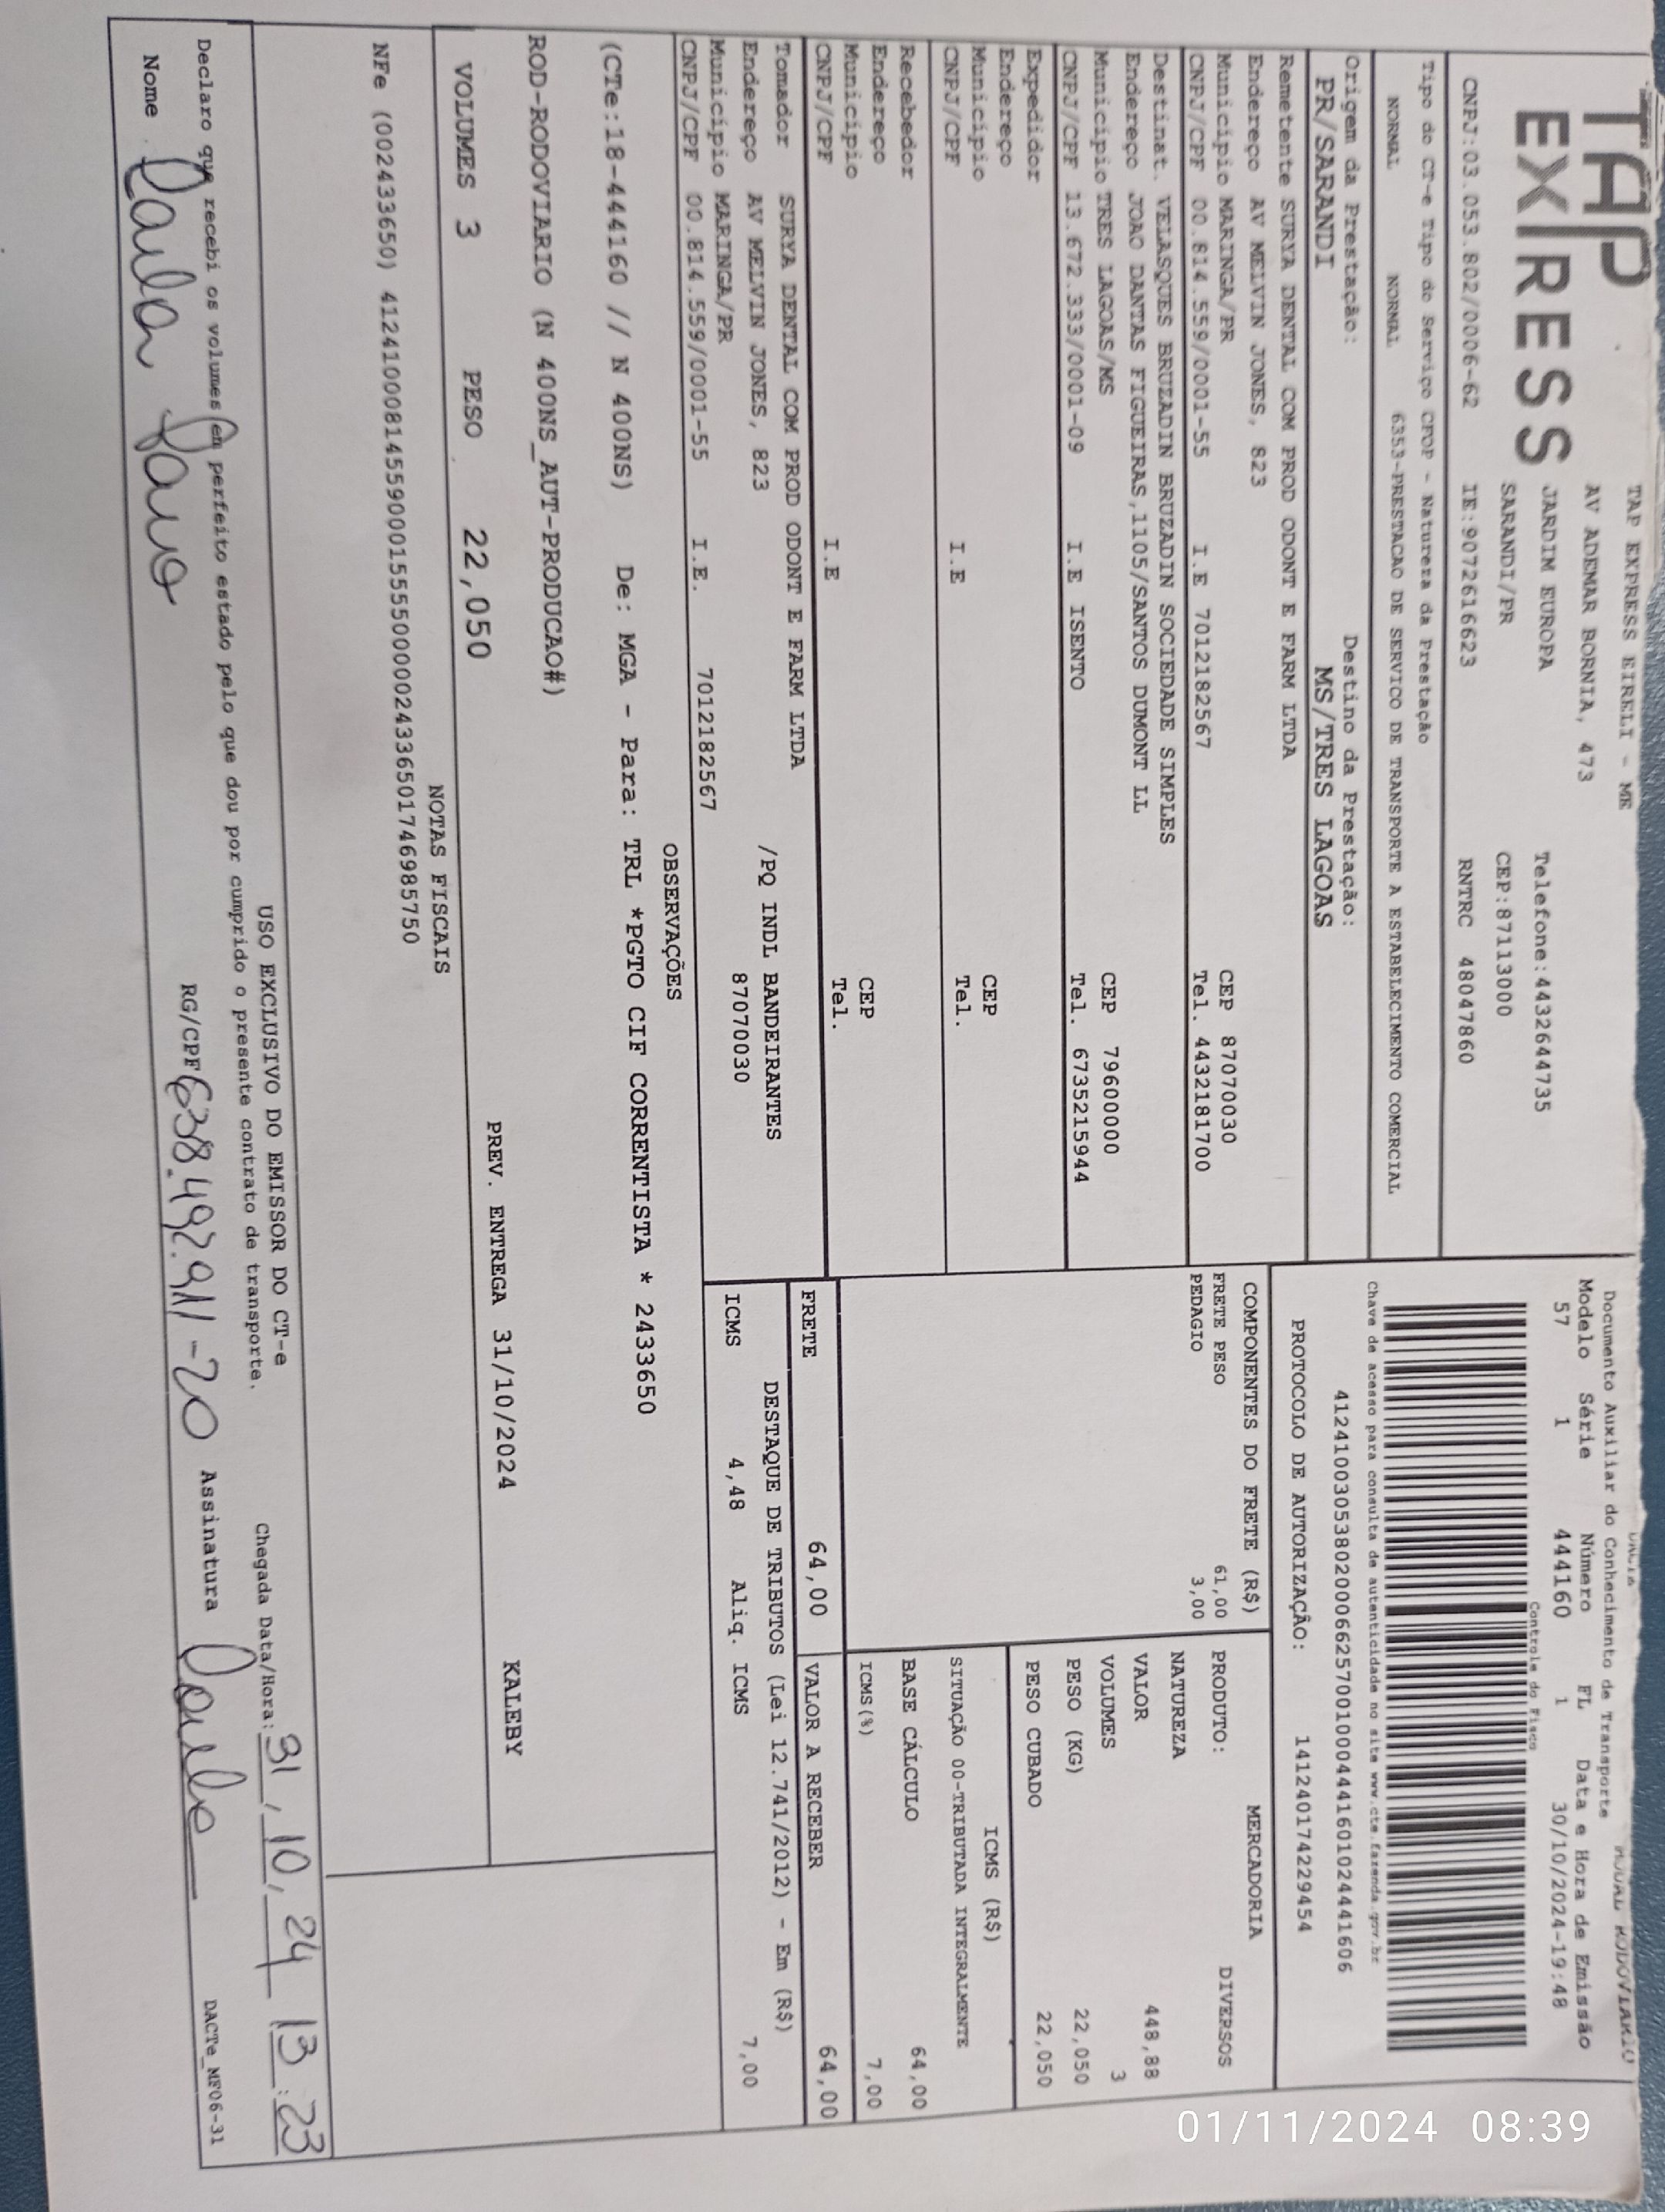 TAP
EXPRESS
TAP EXPRESS EIRELI - ME
AV ADEMAR BORNIA, 473
JARDIM EUROPA Telefone:4432644735
SARANDI/PR CEP:87113000
CNPJ:03.053.802/0006-62 IE:9072616623 RNTRC 48047860
Tipo do CT-e Tipo do Serviço CFOP - Natureza da Prestação
NORMAL NORMAL 6353-PRESTACAO DE SERVICO DE TRANSPORTE A ESTABELECIMENTO COMERCIAL
Origem da Prestação: Destino da Prestação:
PR/SARANDI MS/TRES LAGOAS
Remetente SURYA DENTAL COM PROD ODONT E FARM LTDA
Endereço AV MELVIN JONES, 823
Município MARINGA/PR CEP 87070030
CNPJ/CPF 00.814.559/0001-55 I.E 7012182567 Tel. 4432181700
Destinat. VELASQUES BRUZADIN BRUZADIN SOCIEDADE SIMPLES
Endereço JOAO DANTAS FIGUEIRAS,1105/SANTOS DUMONT LL
Município TRES LAGOAS/MS CEP 79600000
CNPJ/CPF 13.672.333/0001-09 I.E ISENTO Tel. 67352159​44
Expedidor
Endereço
Município CEP
CNPJ/CPF I.E Tel.
Recebedor
Endereço
Município CEP
CNPJ/CPF I.E Tel.
Tomador SURYA DENTAL COM PROD ODONT E FARM LTDA
Endereço AV MELVIN JONES, 823 /PQ INDL BANDEIRANTES
Município MARINGA/PR 87070030
CNPJ/CPF 00.814.559/0001-55 I.E. 7012182567
Documento Auxiliar do Conhecimento de Transporte
MODAL RODOVIARIO
Modelo Série Número FL Data e Hora de Emissão
57 1 444160 1 30/10/2024-19:48
Controle do Fisco
Chave de acesso para consulta de autenticidade no site www.cte.fazenda.gov.br
41241003053802000662570010004441601024441606
PROTOCOLO DE AUTORIZAÇÃO: 141240174229454
COMPONENTES DO FRETE (R$)
FRETE PESO 61,00
PEDAGIO 3,00
MERCADORIA
PRODUTO: DIVERSOS
NATUREZA
VALOR 448,88
VOLUMES 3
PESO (KG) 22,050
PESO CUBADO 22,050
ICMS (R$)
SITUAÇÃO 00-TRIBUTADA INTEGRALMENTE
BASE CÁLCULO 64,00
ICMS(%) 7,00
FRETE 64,00 VALOR A RECEBER 64,00
DESTAQUE DE TRIBUTOS (Lei 12.741/2012) - Em (R$)
ICMS 4,48 Aliq. ICMS 7,00
OBSERVAÇÕES
(CTe:18-444160 // N 400NS) De: MGA - Para: TRL *PGTO CIF CORRENTISTA * 2433650
ROD-RODOVIARIO (N 400NS_AUT-PRODUCAO#)
VOLUMES 3 PESO 22,050 PREV. ENTREGA 31/10/2024 KALEBY
NOTAS FISCAIS
NFe (002433650) 41241000814559000155550000024336501746985750
USO EXCLUSIVO DO EMISSOR DO CT-e
Declaro que recebi os volumes em perfeito estado pelo que dou por cumprido o presente contrato de transporte. Chegada Data/Hora: 31, 10, 24 13:23
Nome Paula RG/CPF 638.492.911-20 Assinatura Paula
DACTe_MF06-31
01/11/2024 08:39